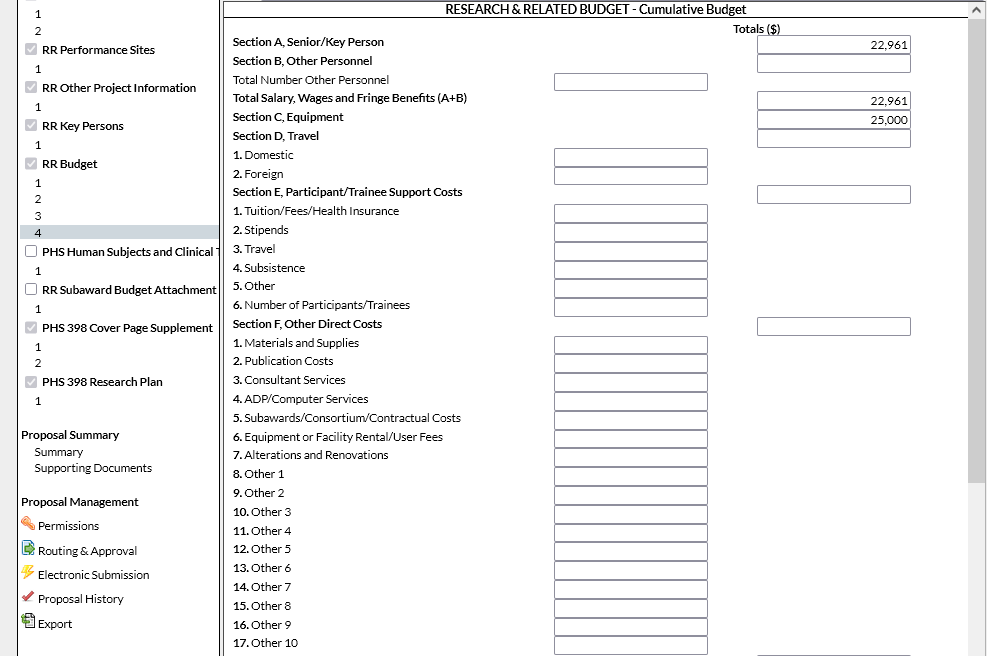 1
2
RR Performance Sites
1
RR Other Project Information
1
RR Key Persons
1
RR Budget
1
2
3
4
PHS Human Subjects and Clinical T
1
RR Subaward Budget Attachment
1
PHS 398 Cover Page Supplement
1
2
PHS 398 Research Plan
1
Proposal Summary
Summary
Supporting Documents
Proposal Management
Permissions
Routing & Approval
Electronic Submission
Proposal History
Export
RESEARCH & RELATED BUDGET - Cumulative Budget
Totals ($)
Section A, Senior/Key Person 22,961
Section B, Other Personnel
Total Number Other Personnel
Total Salary, Wages and Fringe Benefits (A+B) 22,961
Section C, Equipment 25,000
Section D, Travel
1. Domestic
2. Foreign
Section E, Participant/Trainee Support Costs
1. Tuition/Fees/Health Insurance
2. Stipends
3. Travel
4. Subsistence
5. Other
6. Number of Participants/Trainees
Section F, Other Direct Costs
1. Materials and Supplies
2. Publication Costs
3. Consultant Services
4. ADP/Computer Services
5. Subawards/Consortium/Contractual Costs
6. Equipment or Facility Rental/User Fees
7. Alterations and Renovations
8. Other 1
9. Other 2
10. Other 3
11. Other 4
12. Other 5
13. Other 6
14. Other 7
15. Other 8
16. Other 9
17. Other 10